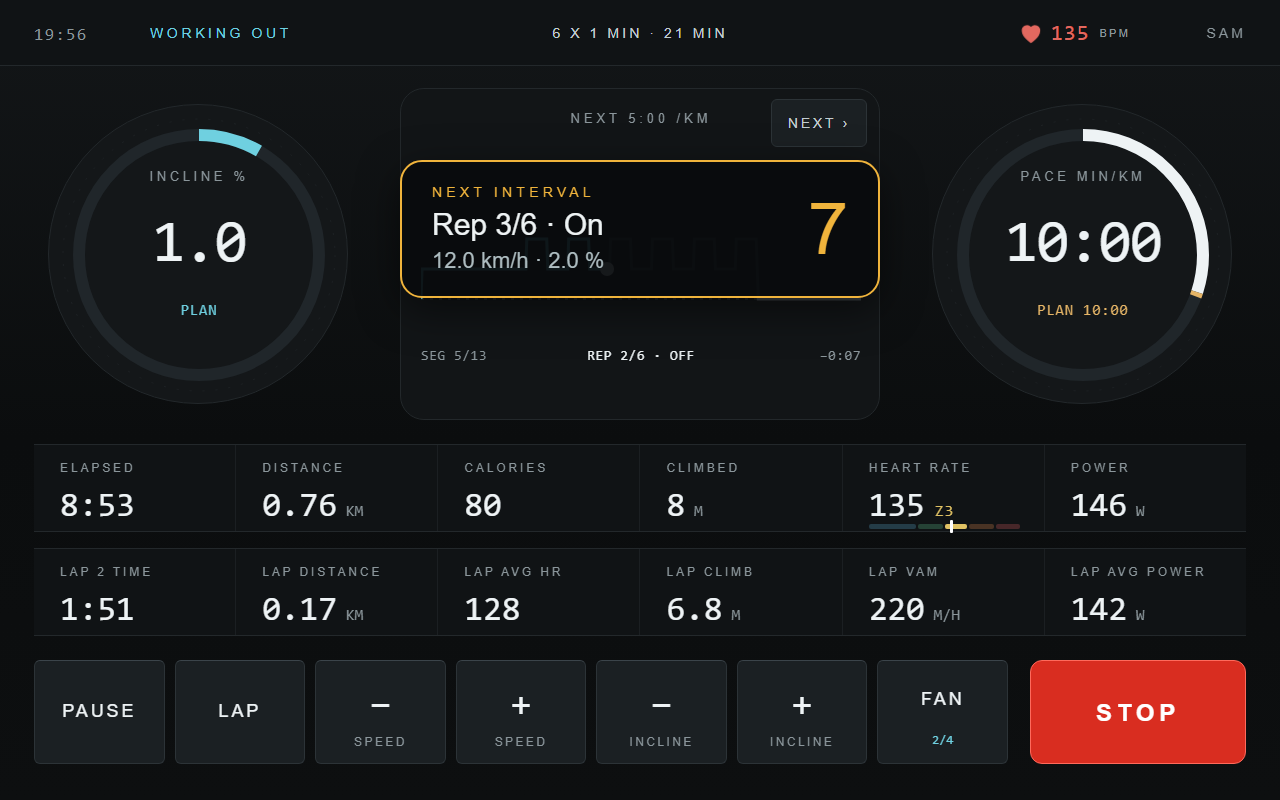 19:56
WORKING OUT
6 X 1 MIN · 21 MIN
135 BPM
SAM
INCLINE %
1.0
PLAN
NEXT 5:00 /KM
NEXT ›
NEXT INTERVAL
Rep 3/6 · On
12.0 km/h · 2.0 %
7
SEG 5/13
REP 2/6 · OFF
−0:07
PACE MIN/KM
10:00
PLAN 10:00
ELAPSED
8:53
DISTANCE
0.76 KM
CALORIES
80
CLIMBED
8 M
HEART RATE
135 Z3
POWER
146 W
LAP 2 TIME
1:51
LAP DISTANCE
0.17 KM
LAP AVG HR
128
LAP CLIMB
6.8 M
LAP VAM
220 M/H
LAP AVG POWER
142 W
PAUSE
LAP
−
SPEED
+
SPEED
−
INCLINE
+
INCLINE
FAN
2/4
STOP